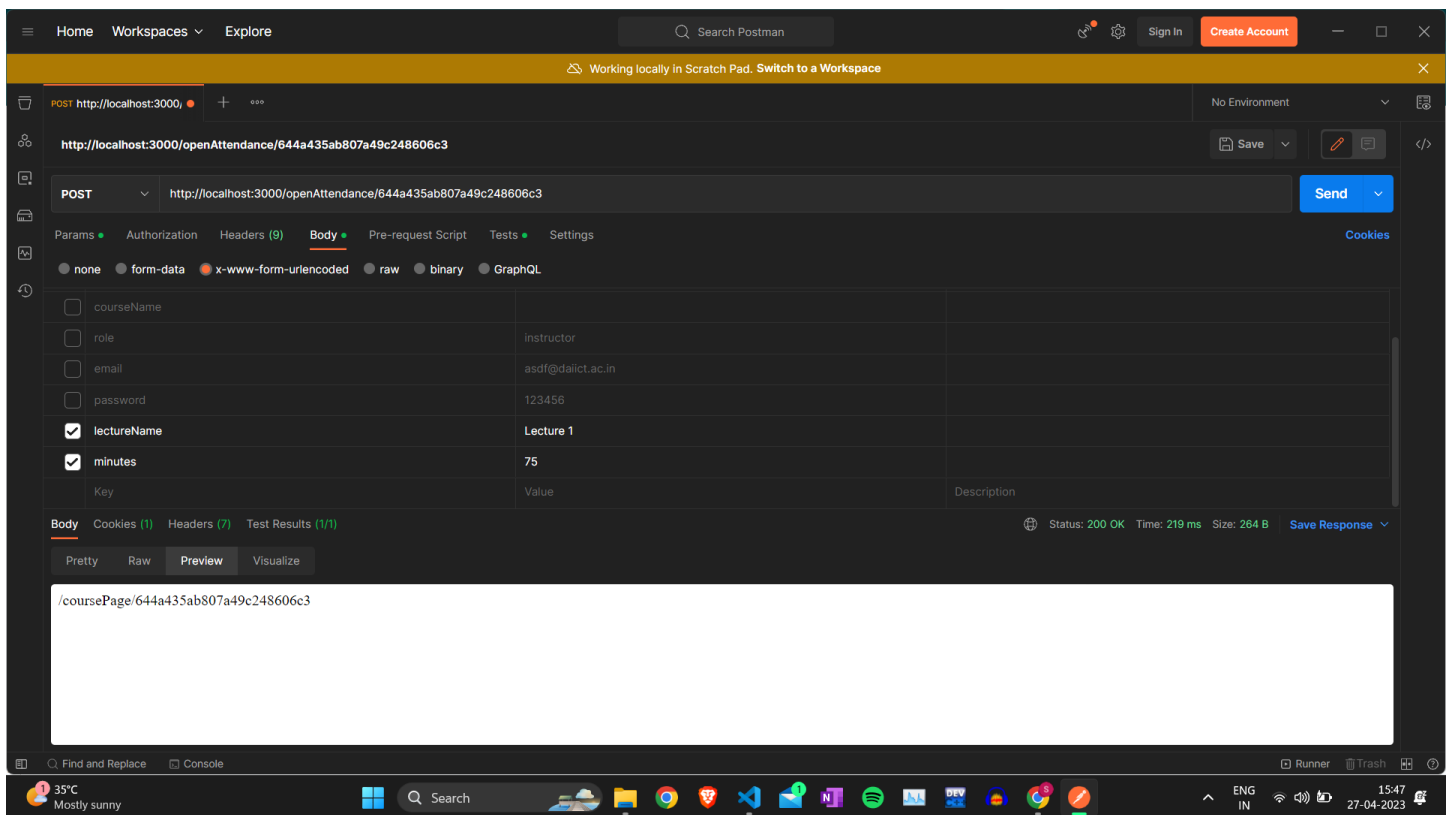 Home Workspaces Explore Search Postman Sign In Create Account
Working locally in Scratch Pad. Switch to a Workspace
POST http://localhost:3000/ No Environment
http://localhost:3000/openAttendance/644a435ab807a49c248606c3 Save
POST http://localhost:3000/openAttendance/644a435ab807a49c248606c3 Send
Params Authorization Headers (9) Body Pre-request Script Tests Settings Cookies
none form-data x-www-form-urlencoded raw binary GraphQL
courseName
role instructor
email asdf@daiict.ac.in
password 123456
lectureName Lecture 1
minutes 75
Key Value Description
Body Cookies (1) Headers (7) Test Results (1/1) Status: 200 OK Time: 219 ms Size: 264 B Save Response
Pretty Raw Preview Visualize
/coursePage/644a435ab807a49c248606c3
Find and Replace Console Runner Trash
1 35°C Search 1 N DEV S ENG 15:47
Mostly sunny IN 27-04-2023